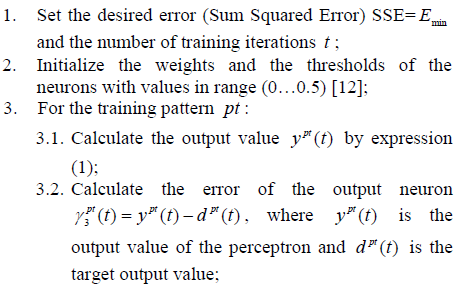 1. Set the desired error (Sum Squared Error) SSE= E_min
and the number of training iterations t ;
2. Initialize the weights and the thresholds of the
neurons with values in range (0…0.5) [12];
3. For the training pattern pt :
3.1. Calculate the output value y^pt (t) by expression
(1);
3.2. Calculate the error of the output neuron
γ_3^pt (t) = y^pt (t) − d^pt (t) , where y^pt (t) is the
output value of the perceptron and d^pt (t) is the
target output value;